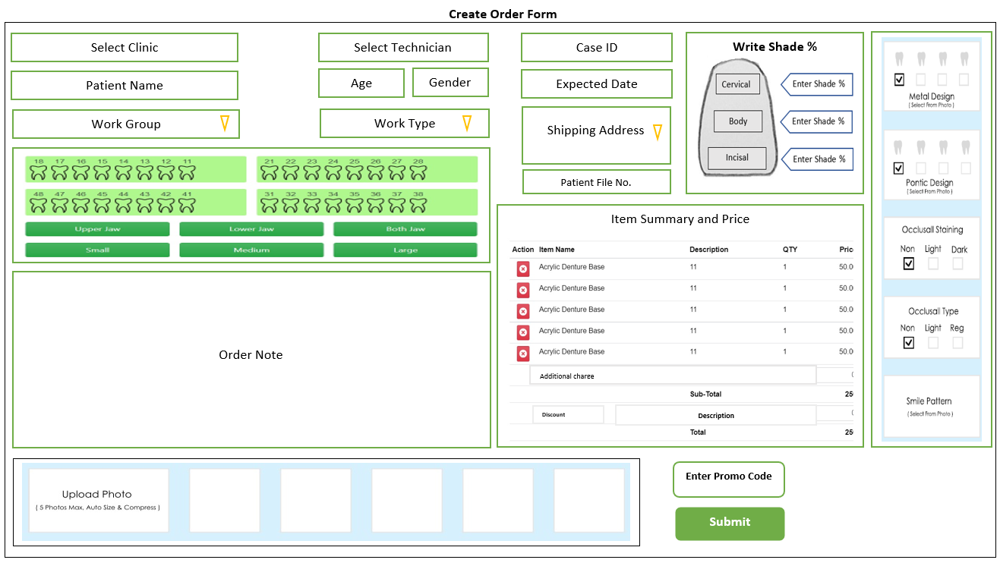 Create Order Form
Select Clinic
Select Technician
Case ID
Patient Name
Age
Gender
Expected Date
Work Group
Work Type
Shipping Address
Patient File No.
Write Shade %
Cervical
Enter Shade %
Body
Enter Shade %
Incisal
Enter Shade %
18 17 16 15 14 13 12 11
21 22 23 24 25 26 27 28
48 47 46 45 44 43 42 41
31 32 33 34 35 36 37 38
Upper Jaw
Lower Jaw
Both Jaw
Small
Medium
Large
Order Note
Item Summary and Price
Action Item Name Description QTY Pric
Acrylic Denture Base 11 1 50.0
Acrylic Denture Base 11 1 50.0
Acrylic Denture Base 11 1 50.0
Acrylic Denture Base 11 1 50.0
Acrylic Denture Base 11 1 50.0
Additional charge
Sub-Total 25
Discount
Description
Total 25
Metal Design
( Select From Photo )
Pontic Design
( Select From Photo )
Occlusall Staining
Non Light Dark
Occlusall Type
Non Light Reg
Smile Pattern
( Select From Photo )
Upload Photo
( 5 Photos Max, Auto Size & Compress )
Enter Promo Code
Submit